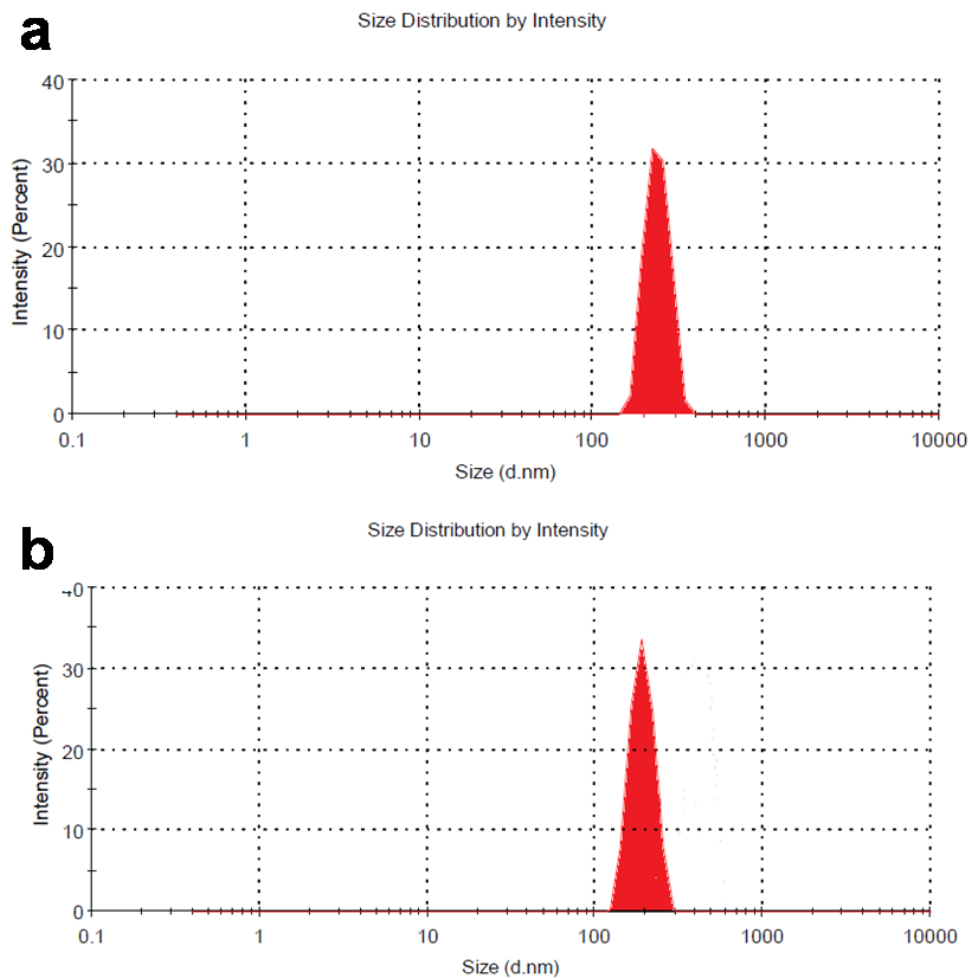 a
Size Distribution by Intensity
40
30
20
10
0
Intensity (Percent)
0.1 1 10 100 1000 10000
Size (d.nm)
b
Size Distribution by Intensity
30
20
10
0
Intensity (Percent)
0.1 1 10 100 1000 10000
Size (d.nm)